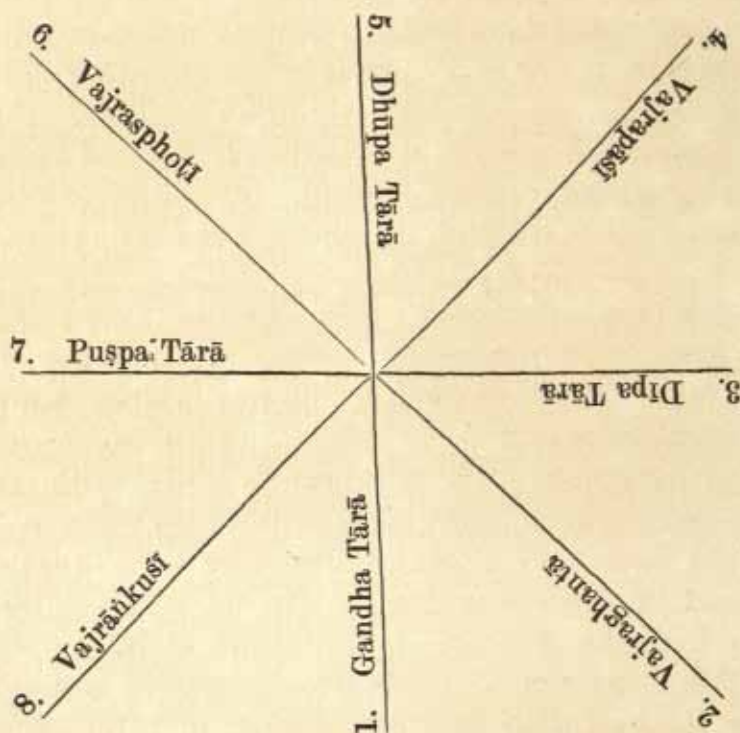 1. Gandha Tārā
2. Vajraghantā
3. Dīpa Tārā
4. Vajrapāśī
5. Dhūpa Tārā
6. Vajrasphoṭī
7. Puṣpa Tārā
8. Vajrāṅkuśī